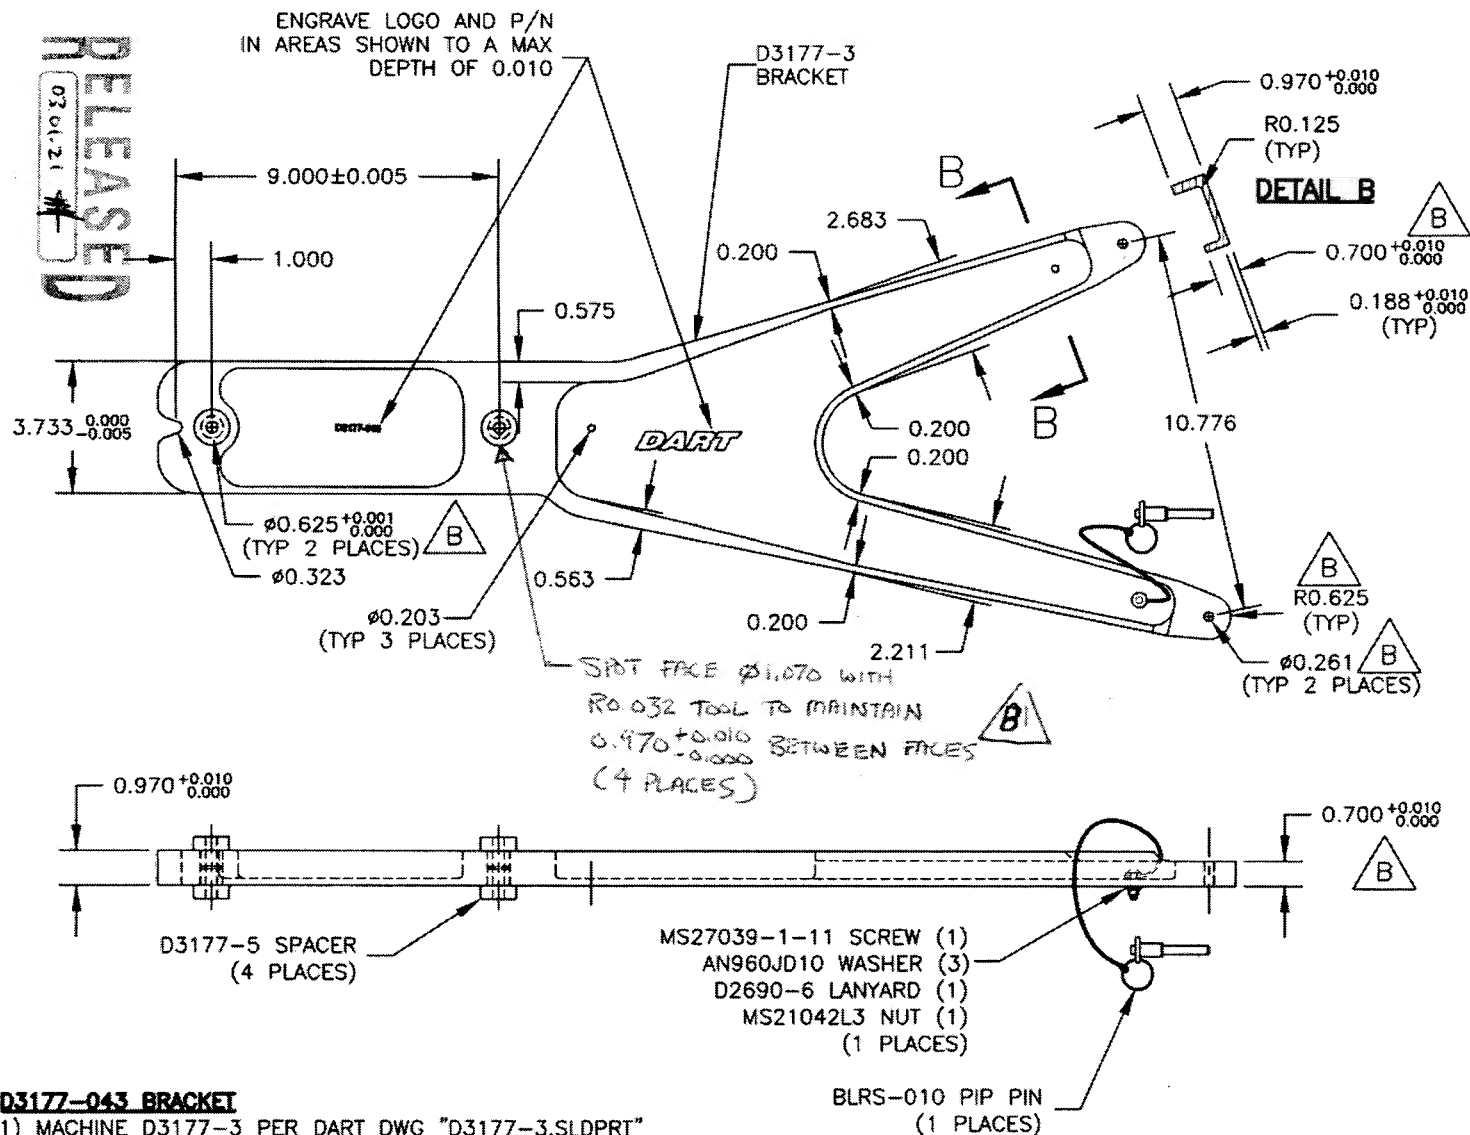 ENGRAVE LOGO AND P/N
IN AREAS SHOWN TO A MAX
DEPTH OF 0.010
D3177-3
BRACKET
RELEASED
03.01.21
0.970 +0.010
0.000
R0.125
(TYP)
DETAIL B
B
0.700 +0.010
0.000
0.188 +0.010
0.000
(TYP)
9.000±0.005
1.000
B
2.683
0.200
0.575
3.733 0.000
-0.005
DART
0.200
B
0.200
10.776
ø0.625 +0.001
0.000
(TYP 2 PLACES)
B
ø0.323
0.563
ø0.203
(TYP 3 PLACES)
0.200
2.211
B
R0.625
(TYP)
ø0.261
(TYP 2 PLACES)
B
SPOT FACE Ø1.070 WITH
R0.032 TOOL TO MAINTAIN
0.970 +0.010
-0.000 BETWEEN FACES
(4 PLACES)
B1
0.970 +0.010
0.000
0.700 +0.010
0.000
B
D3177-5 SPACER
(4 PLACES)
MS27039-1-11 SCREW (1)
AN960JD10 WASHER (3)
D2690-6 LANYARD (1)
MS21042L3 NUT (1)
(1 PLACES)
BLRS-010 PIP PIN
(1 PLACES)
D3177-043 BRACKET
1) MACHINE D3177-3 PER DART DWG "D3177-3.SLDPRT"